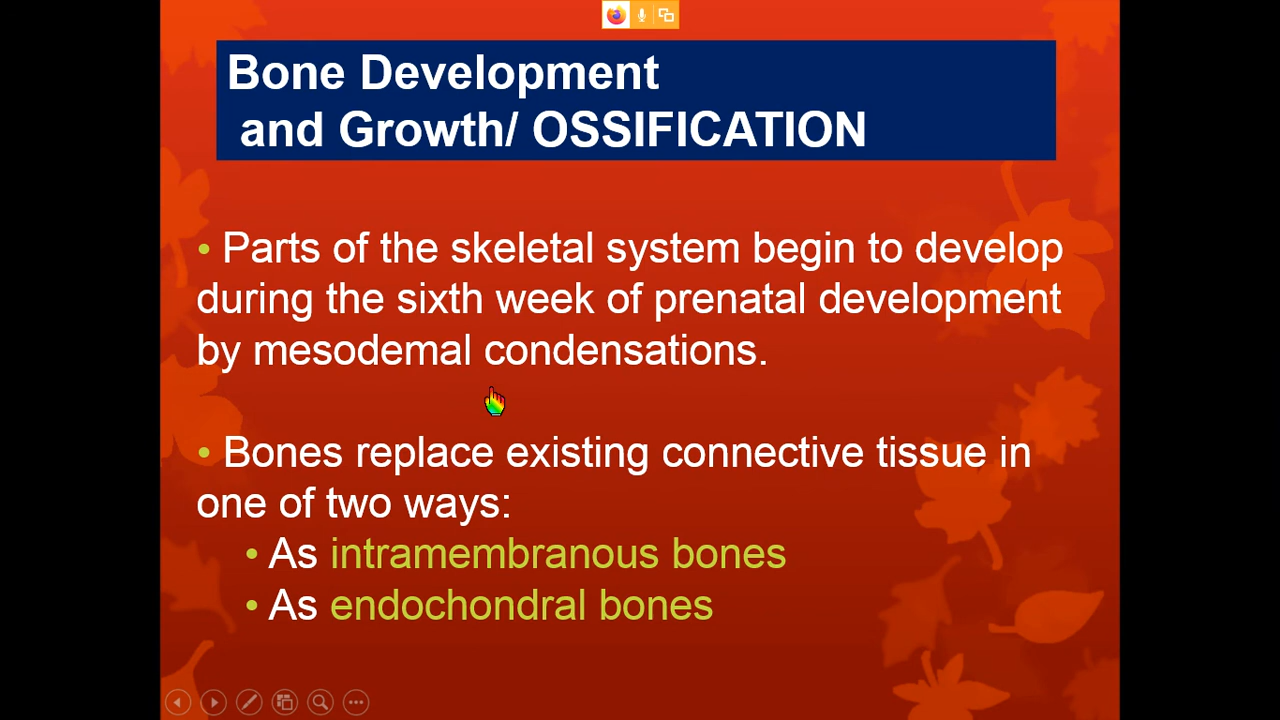 Bone Development
and Growth/ OSSIFICATION
• Parts of the skeletal system begin to develop
during the sixth week of prenatal development
by mesodemal condensations.
• Bones replace existing connective tissue in
one of two ways:
• As intramembranous bones
• As endochondral bones